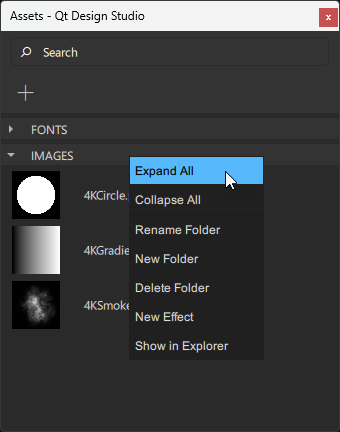 Assets - Qt Design Studio
x
Search
FONTS
IMAGES
Expand All
4KCircle.
Collapse All
Rename Folder
4KGradie
New Folder
Delete Folder
4KSmoke
New Effect
Show in Explorer